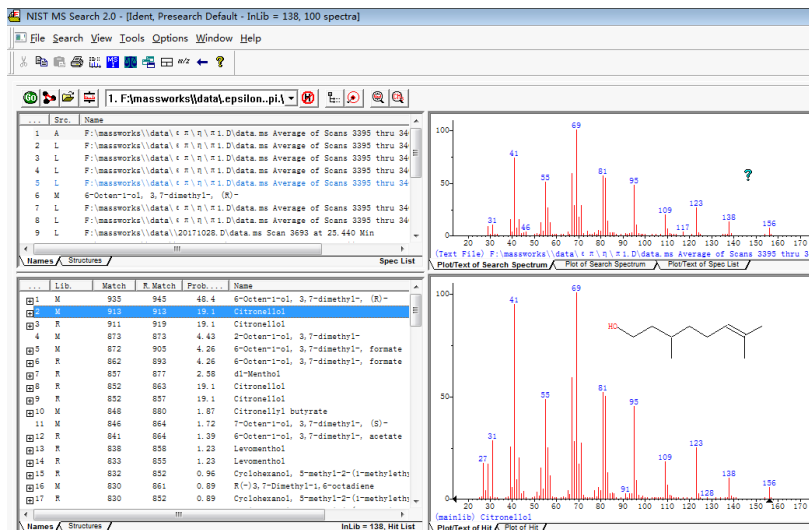 NIST MS Search 2.0 - [Ident, Presearch Default - InLib = 138, 100 spectra]
File Search View Tools Options Window Help
1. F:\massworks\\data\.epsilon..pi.\
... Src. Name
1 A F:\massworks\\data\ ε π\η\π1.D\data.ms Average of Scans 3395 thru 34
2 L F:\massworks\\data\ ε π\η\π1.D\data.ms Average of Scans 3395 thru 34
3 L F:\massworks\\data\ ε π\η\π1.D\data.ms Average of Scans 3395 thru 34
4 L F:\massworks\\data\ ε π\η\π1.D\data.ms Average of Scans 3395 thru 34
5 L F:\massworks\\data\ ε π\η\π1.D\data.ms Average of Scans 3395 thru 34
6 M 6-Octen-1-ol, 3,7-dimethyl-, (R)-
7 L F:\massworks\\data\ ε π\η\π1.D\data.ms Average of Scans 3395 thru 34
8 L F:\massworks\\data\ ε π\η\π1.D\data.ms Average of Scans 3395 thru 34
9 L F:\massworks\\data\20171028.D\data.ms Scan 3693 at 25.440 Min
Names Structures Spec List
100
50
0
69
41
55
81
95
31
46
109
117
123
138
156
?
20 30 40 50 60 70 80 90 100 110 120 130 140 150 160 170
(Text File) F:\massworks\\data\ ε π\η\π1.D\data.ms Average of Scans 3395 thru 3
Plot/Text of Search Spectrum Plot of Search Spectrum Plot/Text of Spec List
... Lib. Match R.Match Prob.... Name
1 M 935 945 48.4 6-Octen-1-ol, 3,7-dimethyl-, (R)-
2 M 913 913 19.1 Citronellol
3 R 911 919 19.1 Citronellol
4 M 873 873 4.43 2-Octen-1-ol, 3,7-dimethyl-
5 M 872 905 4.26 6-Octen-1-ol, 3,7-dimethyl-, formate
6 R 862 893 4.26 6-Octen-1-ol, 3,7-dimethyl-, formate
7 R 857 877 2.58 dl-Menthol
8 R 852 863 19.1 Citronellol
9 R 852 857 19.1 Citronellol
10 M 848 880 1.87 Citronellyl butyrate
11 M 846 864 1.72 7-Octen-1-ol, 3,7-dimethyl-, (S)-
12 R 841 864 1.39 6-Octen-1-ol, 3,7-dimethyl-, acetate
13 R 838 858 1.23 Levomenthol
14 R 833 855 1.23 Levomenthol
15 R 832 852 0.96 Cyclohexanol, 5-methyl-2-(1-methyleth
16 M 830 861 0.89 R(-)3,7-Dimethyl-1,6-octadiene
17 M 830 852 0.89 Cyclohexanol, 5-methyl-2-(1-methyleth
Names Structures InLib = 138, Hit List
100
50
0
69
41
HO
55
81
95
27
31
91
109
123
128
138
156
20 30 40 50 60 70 80 90 100 110 120 130 140 150 160 170
(mainlib) Citronellol
Plot/Text of Hit Plot of Hit